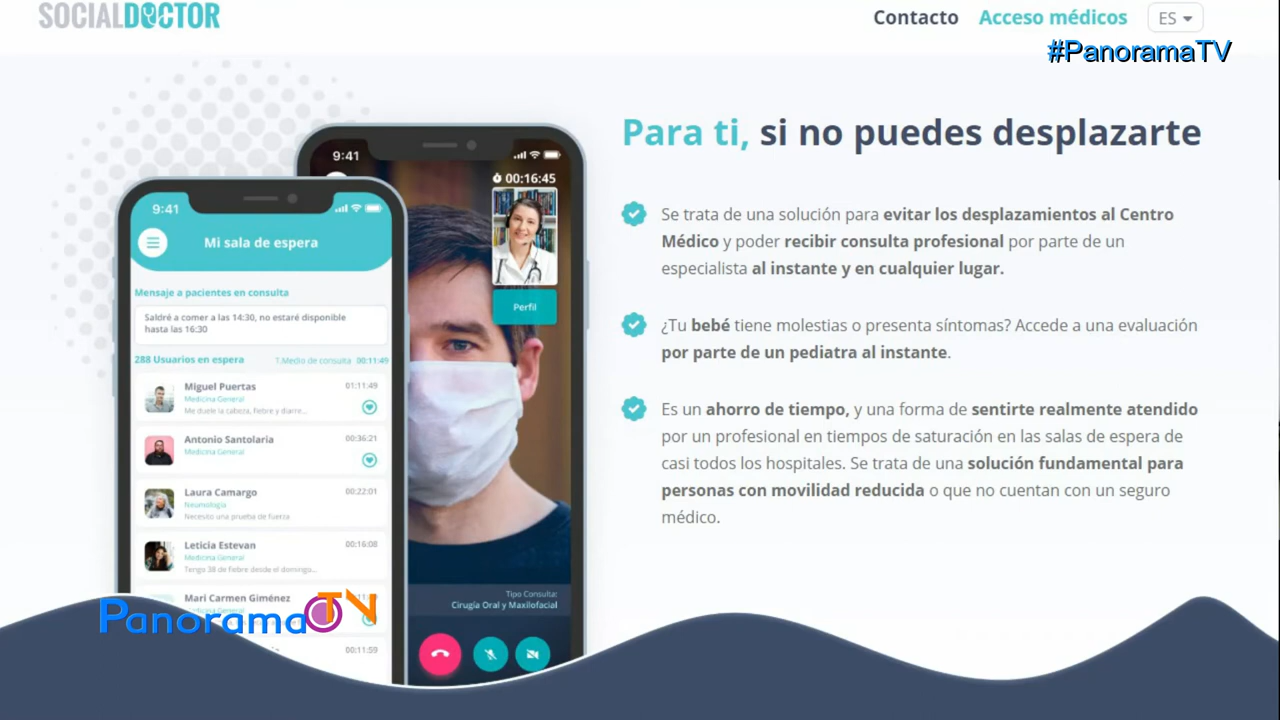 SOCIALDOCTOR
Contacto
Acceso médicos
ES
#PanoramaTV
Para ti, si no puedes desplazarte
Se trata de una solución para evitar los desplazamientos al Centro
Médico y poder recibir consulta profesional por parte de un
especialista al instante y en cualquier lugar.
¿Tu bebé tiene molestias o presenta síntomas? Accede a una evaluación
por parte de un pediatra al instante.
Es un ahorro de tiempo, y una forma de sentirte realmente atendido
por un profesional en tiempos de saturación en las salas de espera de
casi todos los hospitales. Se trata de una solución fundamental para
personas con movilidad reducida o que no cuentan con un seguro
médico.
9:41
00:16:45
Perfil
Tipo Consulta:
Cirugía Oral y Maxilofacial
9:41
Mi sala de espera
Mensaje a pacientes en consulta
Saldré a comer a las 14:30, no estaré disponible
hasta las 16:30
288 Usuarios en espera
T.Medio de consulta 00:11:49
Miguel Puertas
01:11:49
Medicina General
Me duele la cabeza, fiebre y diarre...
Antonio Santolaria
00:36:21
Medicina General
Laura Camargo
00:22:01
Neumología
Necesito una prueba de fuerza
Leticia Estevan
00:16:08
Medicina General
Tengo 38 de fiebre desde el domingo...
Mari Carmen Giménez
PanoramaTV
00:11:59